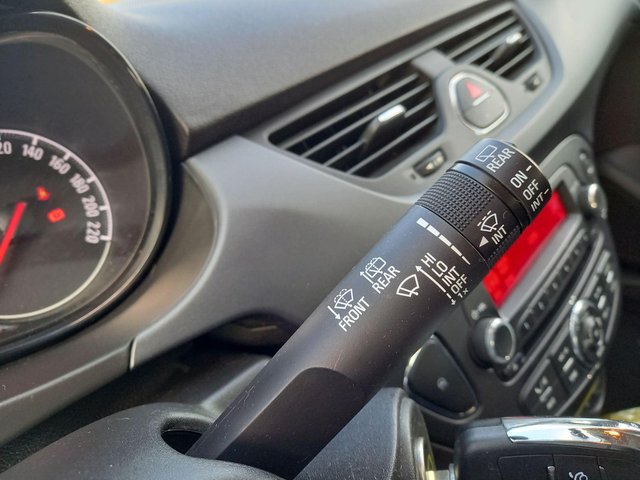 140
160
180
200
220
REAR
ON
OFF
INT
INT
HI
LO
INT
OFF
1x
REAR
FRONT